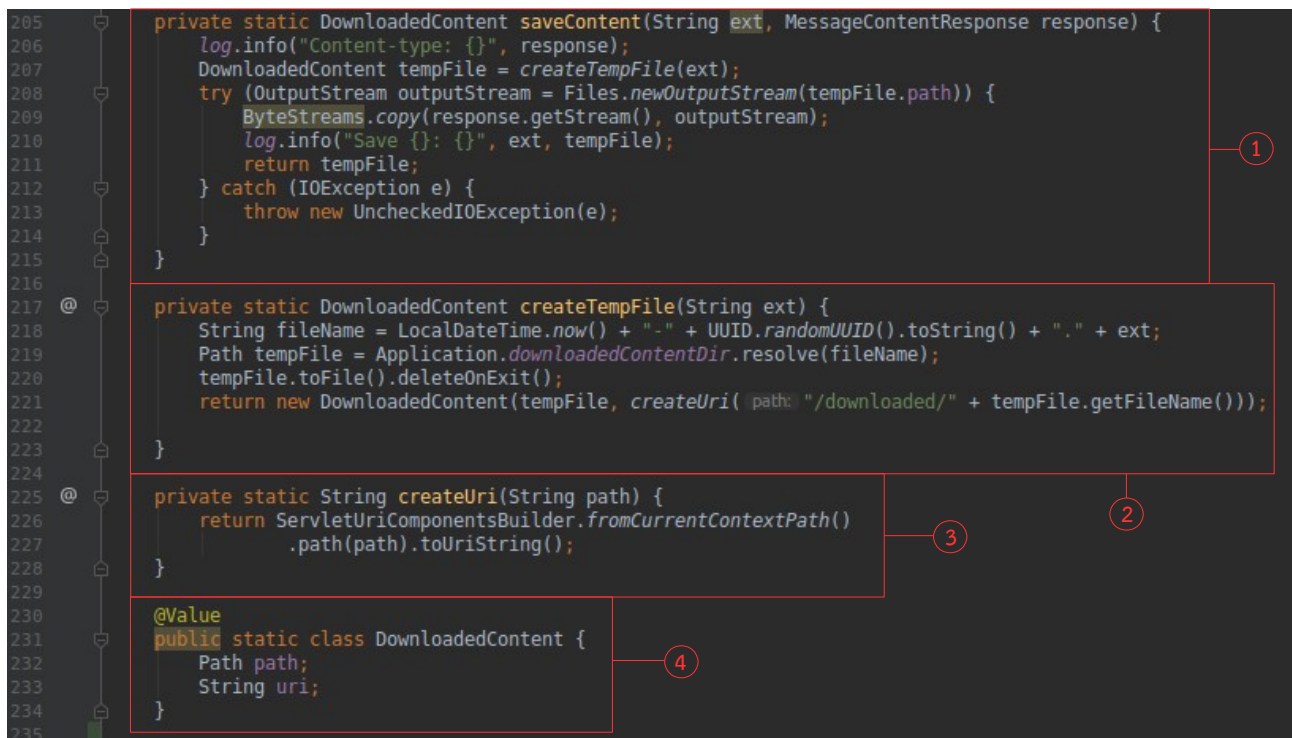 205 private static DownloadedContent saveContent(String ext, MessageContentResponse response) {
206 log.info("Content-type: {}", response);
207 DownloadedContent tempFile = createTempFile(ext);
208 try (OutputStream outputStream = Files.newOutputStream(tempFile.path)) {
209 ByteStreams.copy(response.getStream(), outputStream);
210 log.info("Save {}: {}", ext, tempFile);
211 return tempFile;
212 } catch (IOException e) {
213 throw new UncheckedIOException(e);
214 }
215 }
216
1
217 @ private static DownloadedContent createTempFile(String ext) {
218 String fileName = LocalDateTime.now() + "-" + UUID.randomUUID().toString() + "." + ext;
219 Path tempFile = Application.downloadedContentDir.resolve(fileName);
220 tempFile.toFile().deleteOnExit();
221 return new DownloadedContent(tempFile, createUri( path: "/downloaded/" + tempFile.getFileName()));
222
223 }
224
2
225 @ private static String createUri(String path) {
226 return ServletUriComponentsBuilder.fromCurrentContextPath()
227 .path(path).toUriString();
228 }
229
3
230 @Value
231 public static class DownloadedContent {
232 Path path;
233 String uri;
234 }
235
4